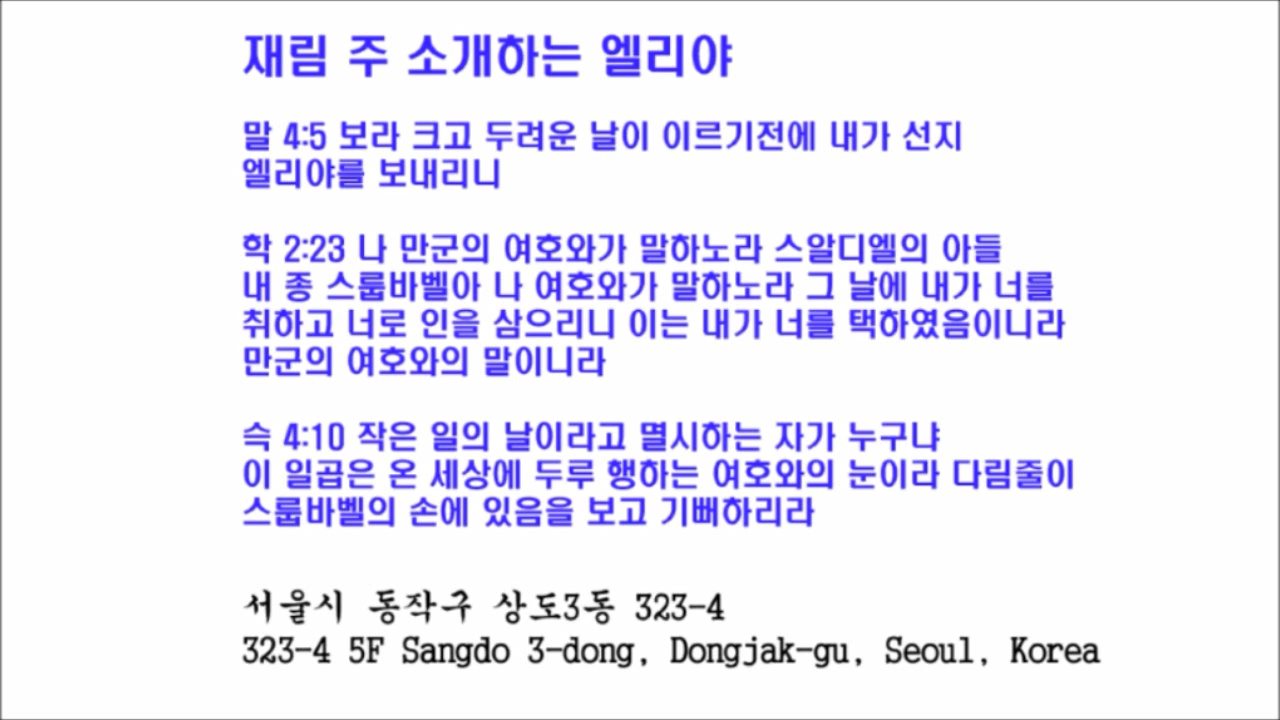 재림 주 소개하는 엘리야
말 4:5 보라 크고 두려운 날이 이르기전에 내가 선지
엘리야를 보내리니
학 2:23 나 만군의 여호와가 말하노라 스알디엘의 아들
내 종 스룹바벨아 나 여호와가 말하노라 그 날에 내가 너를
취하고 너로 인을 삼으리니 이는 내가 너를 택하였음이니라
만군의 여호와의 말이니라
슥 4:10 작은 일의 날이라고 멸시하는 자가 누구냐
이 일곱은 온 세상에 두루 행하는 여호와의 눈이라 다림줄이
스룹바벨의 손에 있음을 보고 기뻐하리라
서울시 동작구 상도3동 323-4
323-4 5F Sangdo 3-dong, Dongjak-gu, Seoul, Korea